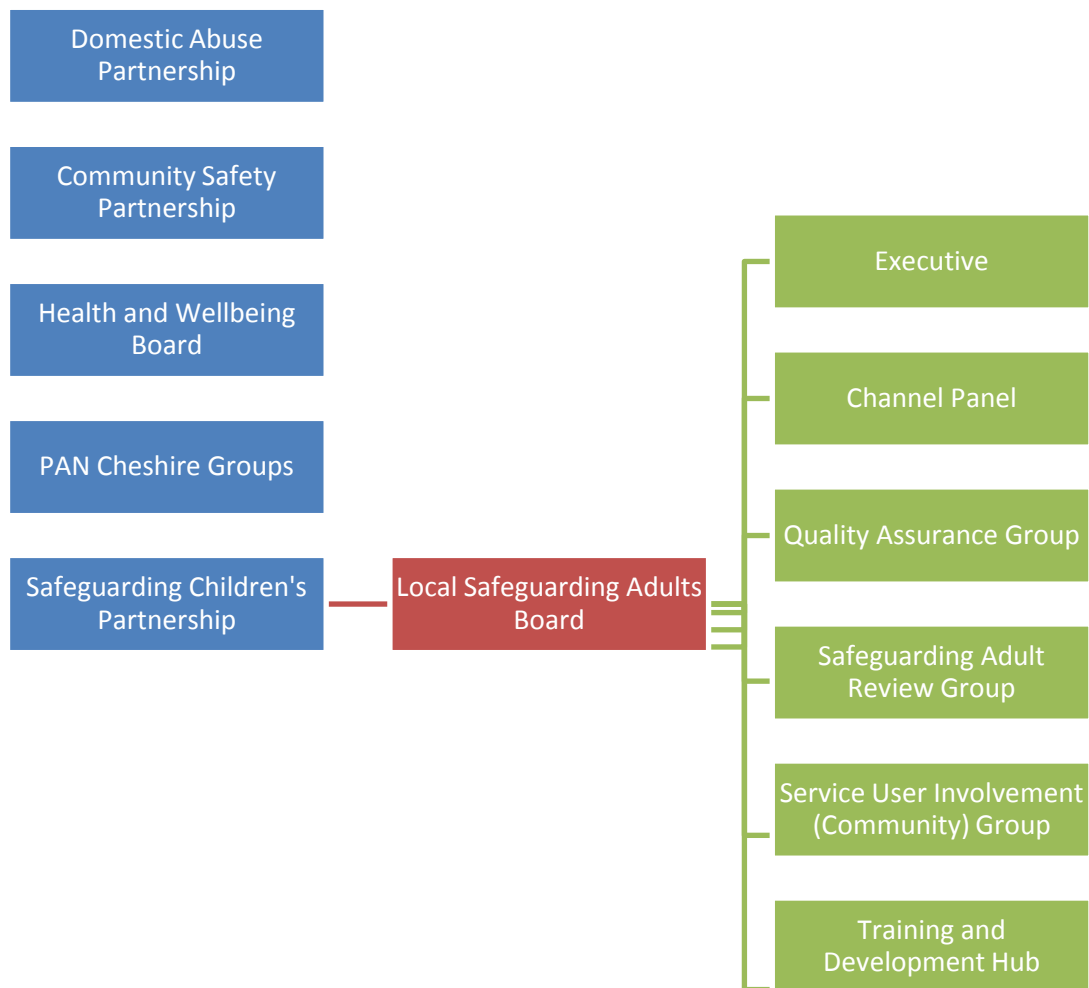 Domestic Abuse
Partnership
Community Safety
Partnership
Health and Wellbeing
Board
PAN Cheshire Groups
Safeguarding Children's
Partnership
Local Safeguarding Adults
Board
Executive
Channel Panel
Quality Assurance Group
Safeguarding Adult
Review Group
Service User Involvement
(Community) Group
Training and
Development Hub